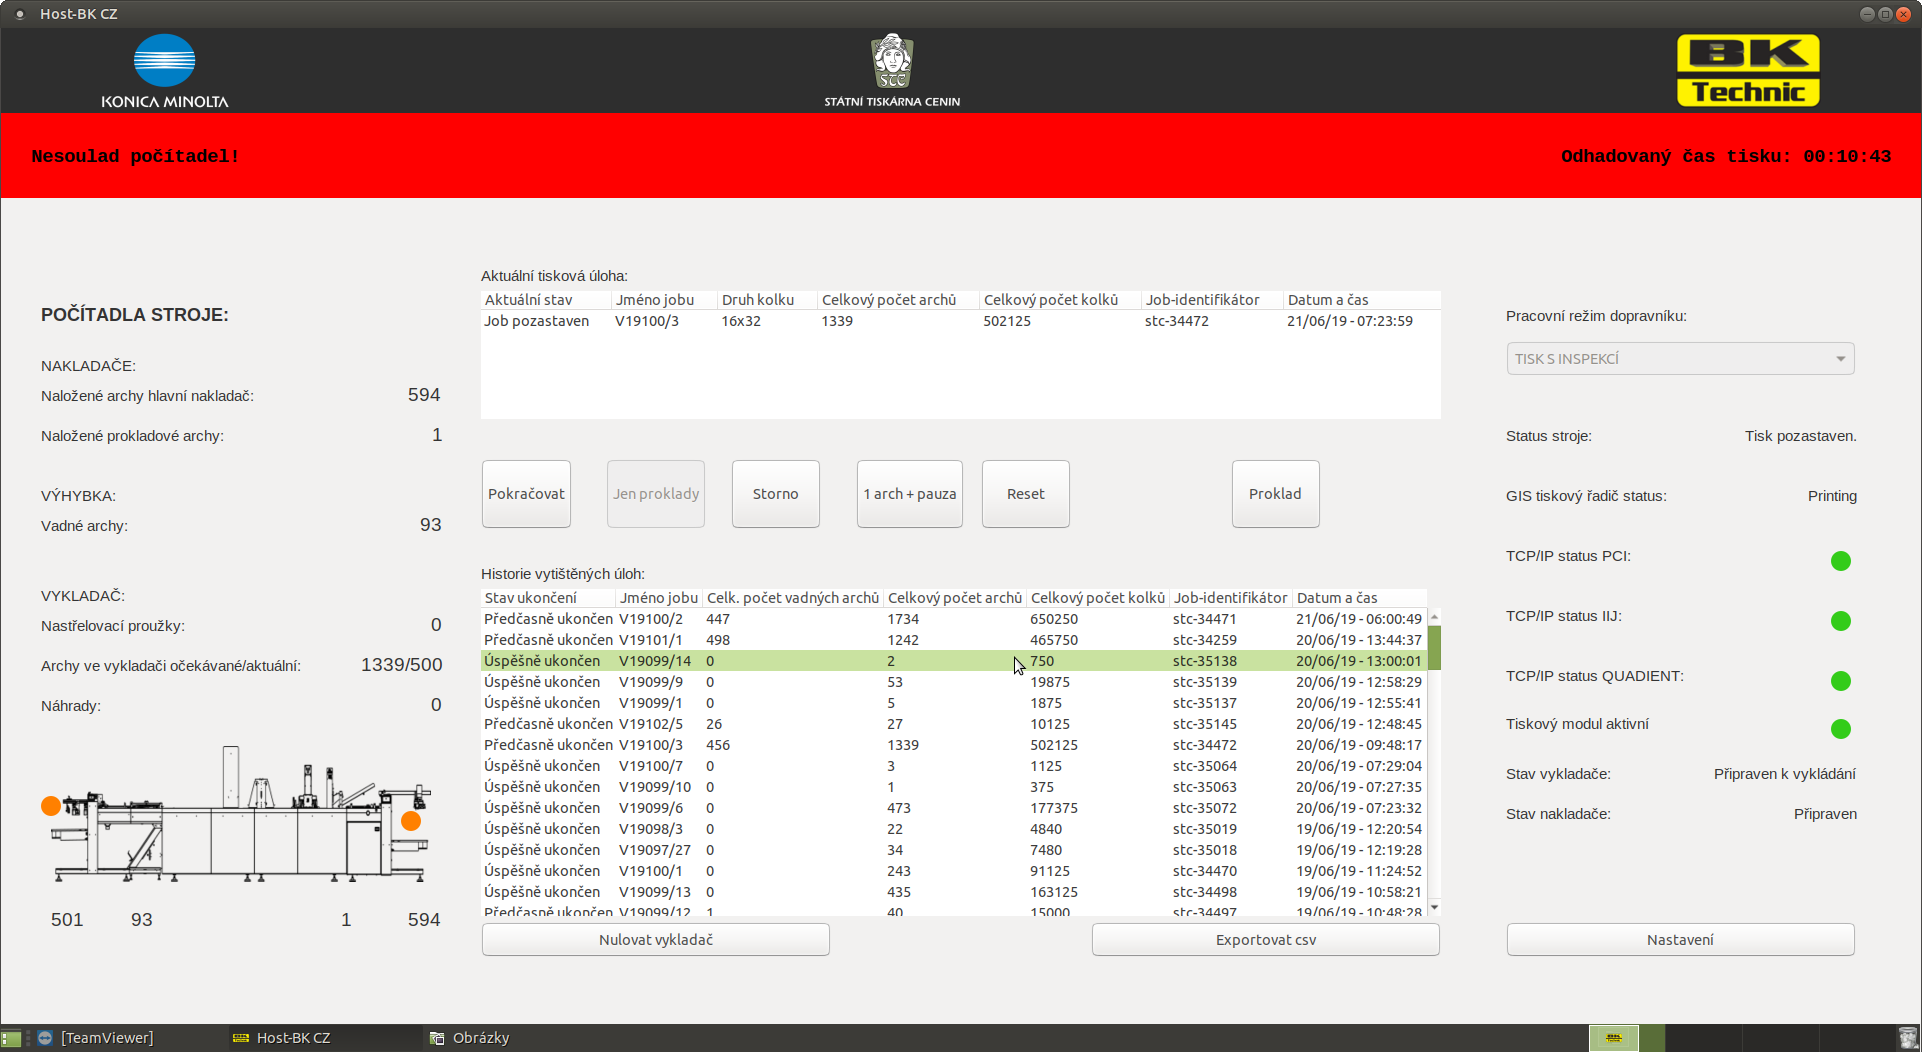 Host-BK CZ
KONICA MINOLTA
STC
STÁTNÍ TISKÁRNA CENIN
BK
Technic
Nesoulad počítadel!
Odhadovaný čas tisku: 00:10:43
POČÍTADLA STROJE:
NAKLADAČE:
Naložené archy hlavní nakladač: 594
Naložené prokladové archy: 1
VÝHYBKA:
Vadné archy: 93
VYKLADAČ:
Nastřelovací proužky: 0
Archy ve vykladači očekávané/aktuální: 1339/500
Náhrady: 0
501 93 1 594
Aktuální tisková úloha:
Aktuální stav Jméno jobu Druh kolku Celkový počet archů Celkový počet kolků Job-identifikátor Datum a čas
Job pozastaven V19100/3 16x32 1339 502125 stc-34472 21/06/19 - 07:23:59
Pokračovat Jen proklady Storno 1 arch + pauza Reset Proklad
Historie vytištěných úloh:
Stav ukončení Jméno jobu Celk. počet vadných archů Celkový počet archů Celkový počet kolků Job-identifikátor Datum a čas
Předčasně ukončen V19100/2 447 1734 650250 stc-34471 21/06/19 - 06:00:49
Předčasně ukončen V19101/1 498 1242 465750 stc-34259 20/06/19 - 13:44:37
Úspěšně ukončen V19099/14 0 2 750 stc-35138 20/06/19 - 13:00:01
Úspěšně ukončen V19099/9 0 53 19875 stc-35139 20/06/19 - 12:58:29
Úspěšně ukončen V19099/1 0 5 1875 stc-35137 20/06/19 - 12:55:41
Předčasně ukončen V19102/5 26 27 10125 stc-35145 20/06/19 - 12:48:45
Předčasně ukončen V19100/3 456 1339 502125 stc-34472 20/06/19 - 09:48:17
Úspěšně ukončen V19100/7 0 3 1125 stc-35064 20/06/19 - 07:29:04
Úspěšně ukončen V19099/10 0 1 375 stc-35063 20/06/19 - 07:27:35
Úspěšně ukončen V19099/6 0 473 177375 stc-35072 20/06/19 - 07:23:32
Úspěšně ukončen V19098/3 0 22 4840 stc-35019 19/06/19 - 12:20:54
Úspěšně ukončen V19097/27 0 34 7480 stc-35018 19/06/19 - 12:19:28
Úspěšně ukončen V19100/1 0 243 91125 stc-34470 19/06/19 - 11:24:52
Úspěšně ukončen V19099/13 0 435 163125 stc-34498 19/06/19 - 10:58:21
Předčasně ukončen V19099/12 1 40 15000 stc-34497 19/06/19 - 10:48:28
Nulovat vykladač Exportovat csv
Pracovní režim dopravníku:
TISK S INSPEKCÍ
Status stroje: Tisk pozastaven.
GIS tiskový řadič status: Printing
TCP/IP status PCI:
TCP/IP status IIJ:
TCP/IP status QUADIENT:
Tiskový modul aktivní
Stav vykladače: Připraven k vykládání
Stav nakladače: Připraven
Nastavení
[TeamViewer] Host-BK CZ Obrázky